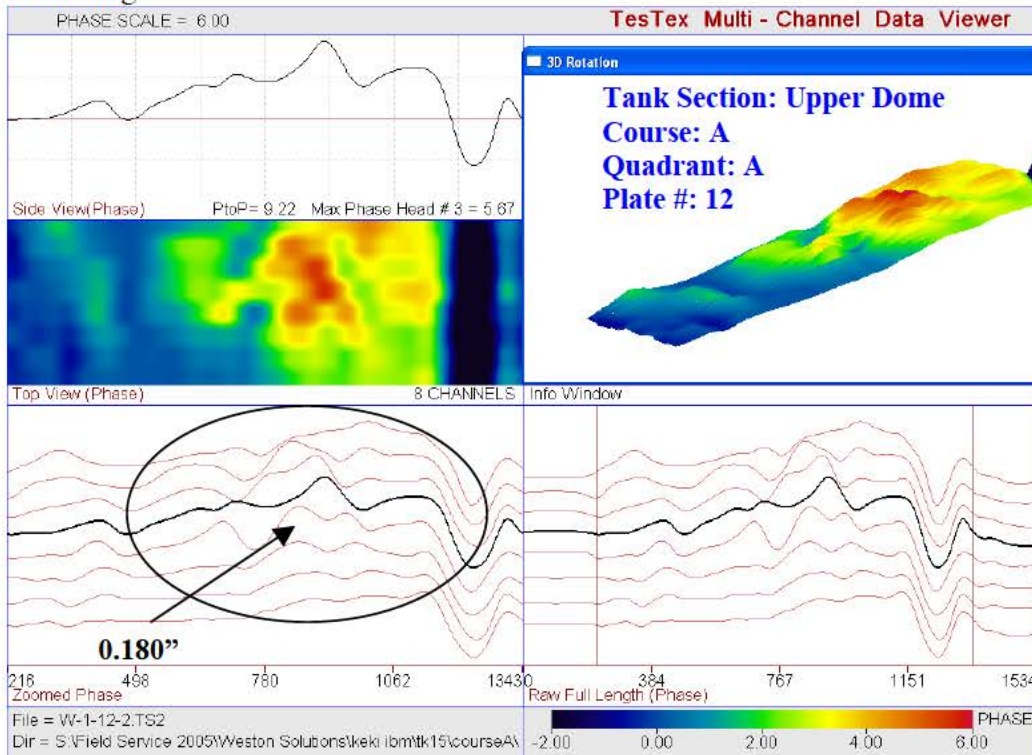 PHASE SCALE = 6.00
TesTex Multi - Channel Data Viewer
3D Rotation
Tank Section: Upper Dome
Course: A
Quadrant: A
Plate #: 12
Side View(Phase) PtoP= 9.22 Max Phase Head # 3 = 5.67
Top View (Phase) 8 CHANNELS
Info Window
0.180”
216 498 780 1062 1343
Zoomed Phase
0 384 767 1151 1534
Raw Full Length (Phase)
File = W-1-12-2.TS2
Dir = S:\Field Service 2005\Weston Solutions\keki ibm\tk15\courseA\
PHASE
-2.00 0.00 2.00 4.00 6.00